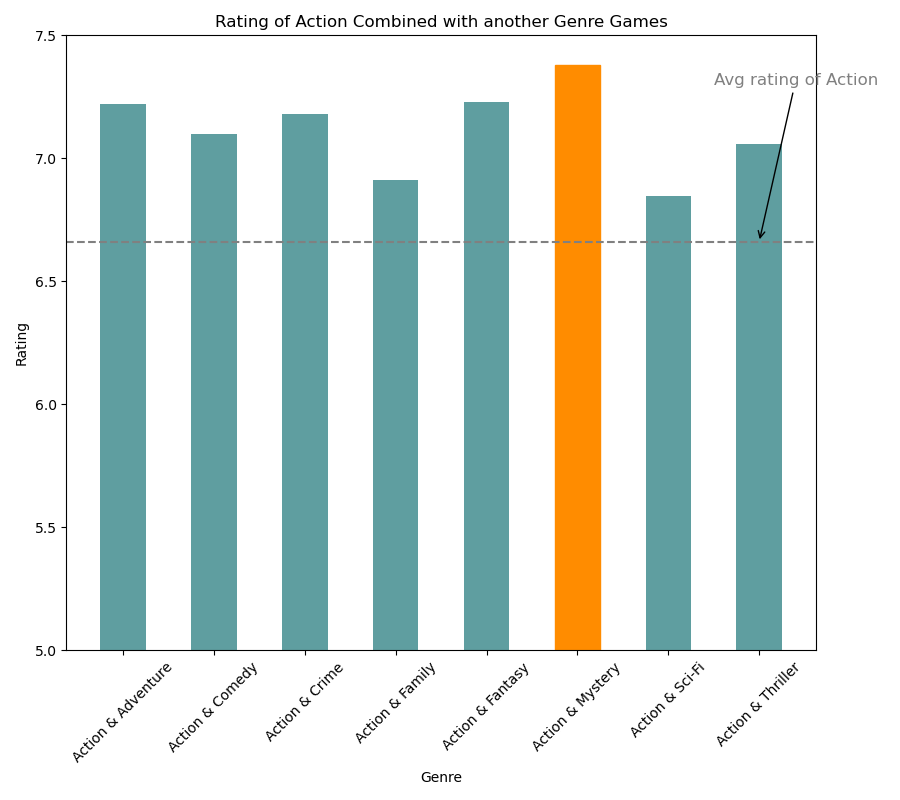 Rating of Action Combined with another Genre Games
7.5
7.0
6.5
6.0
5.5
5.0
Rating
Avg rating of Action
Action & Adventure
Action & Comedy
Action & Crime
Action & Family
Action & Fantasy
Action & Mystery
Action & Sci-Fi
Action & Thriller
Genre